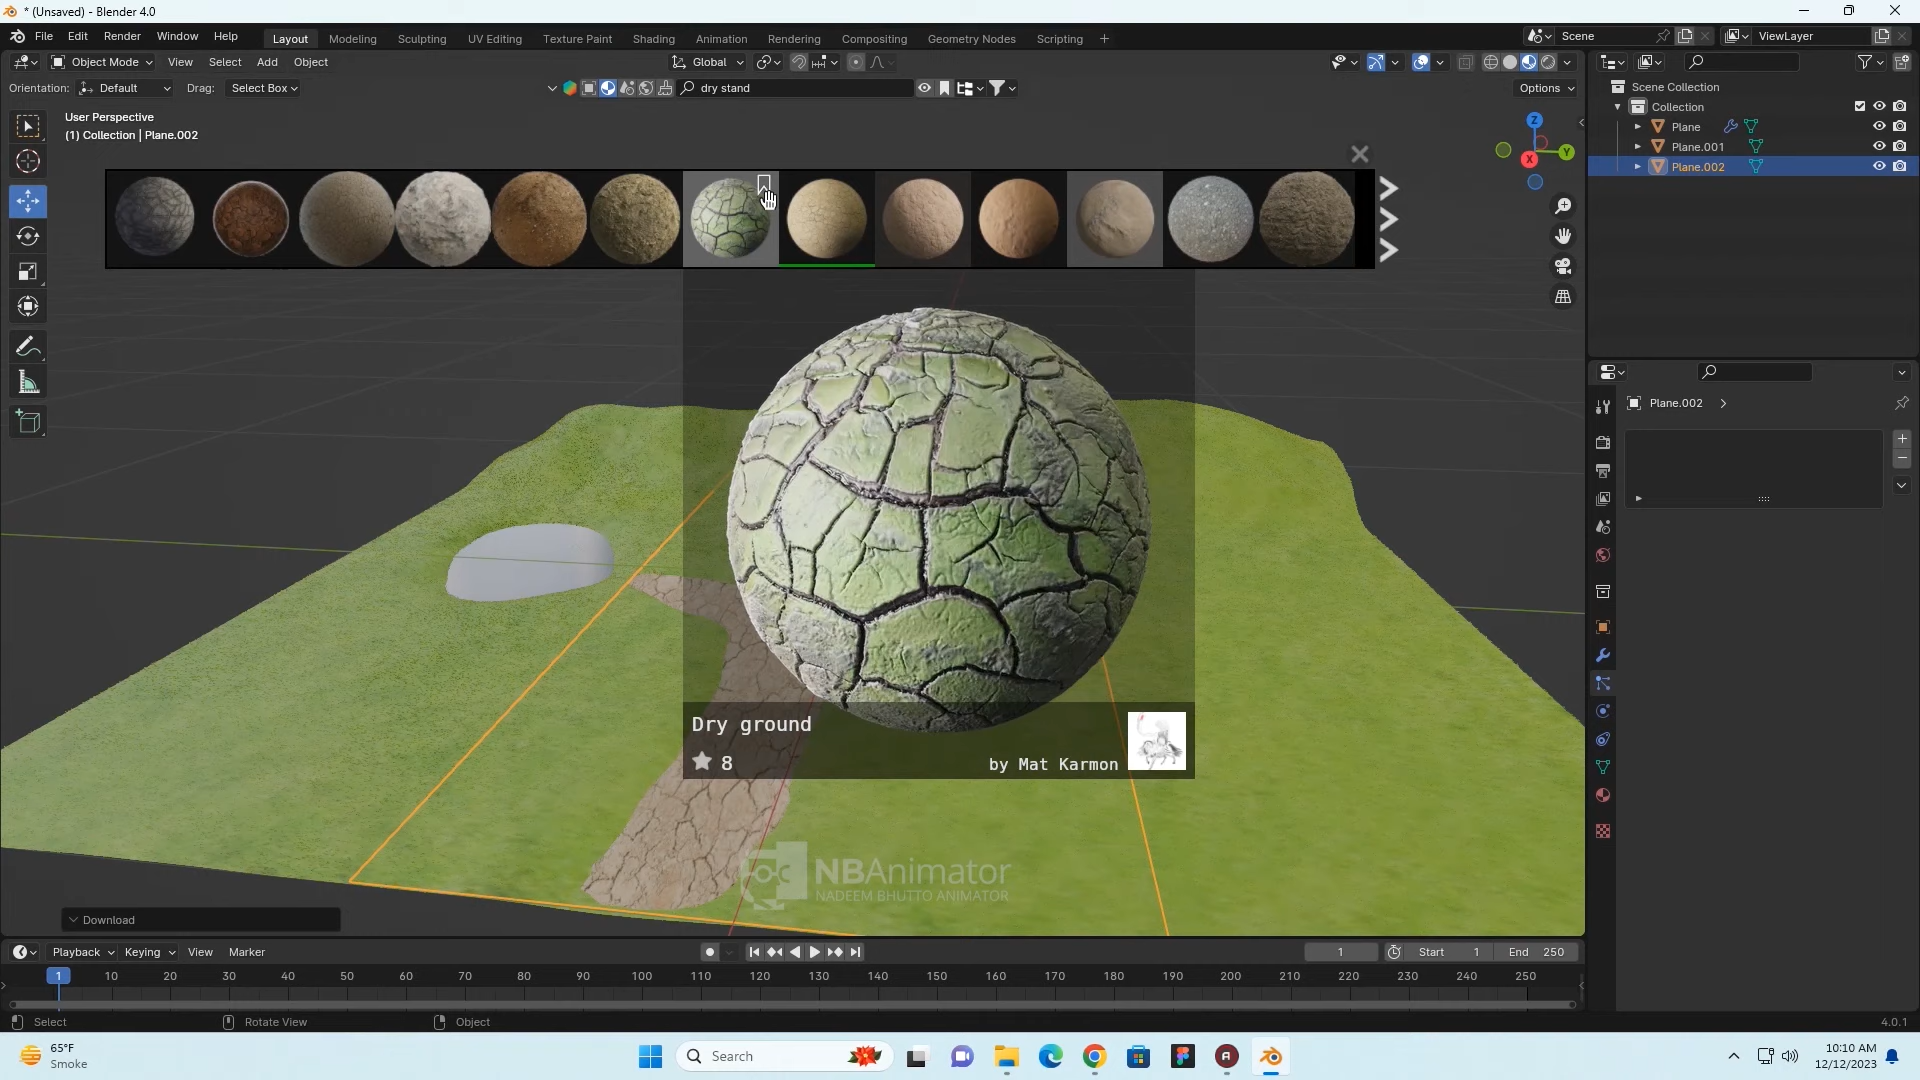 * (Unsaved) - Blender 4.0
File Edit Render Window Help
Layout Modeling Sculpting UV Editing Texture Paint Shading Animation Rendering Compositing Geometry Nodes Scripting +
Scene
ViewLayer
Object Mode View Select Add Object
Global
Orientation: Default Drag: Select Box
dry stand
Options
User Perspective
(1) Collection | Plane.002
Z
Y
X
Scene Collection
Collection
Plane
Plane.001
Plane.002
Plane.002
Dry ground
8
by Mat Karmon
NBAnimator
NADEEM BHUTTO ANIMATOR
Download
Playback Keying View Marker
1
Start 1
End 250
1 10 20 30 40 50 60 70 80 90 100 110 120 130 140 150 160 170 180 190 200 210 220 230 240 250
Select
Rotate View
Object
4.0.1
65°F
Smoke
Search
10:10 AM
12/12/2023